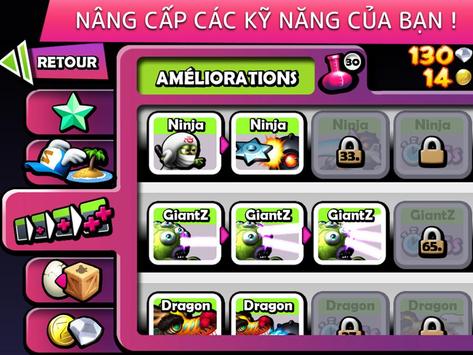 NÂNG CẤP CÁC KỸ NĂNG CỦA BẠN !
RETOUR
AMÉLIORATIONS
30
130
14
Ninja Ninja Ninja Ninja
33
GiantZ GiantZ GiantZ GiantZ
65
Dragon Dragon Dragon Dragon